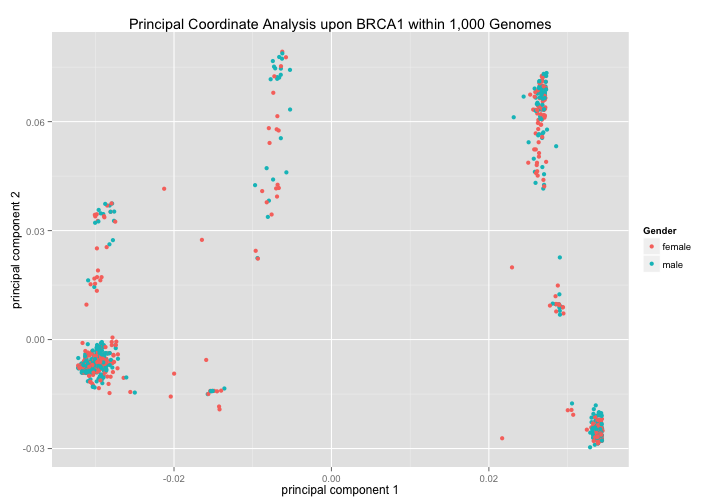 Principal Coordinate Analysis upon BRCA1 within 1,000 Genomes
principal component 2
0.06
0.03
0.00
-0.03
-0.02
0.00
0.02
principal component 1
Gender
female
male